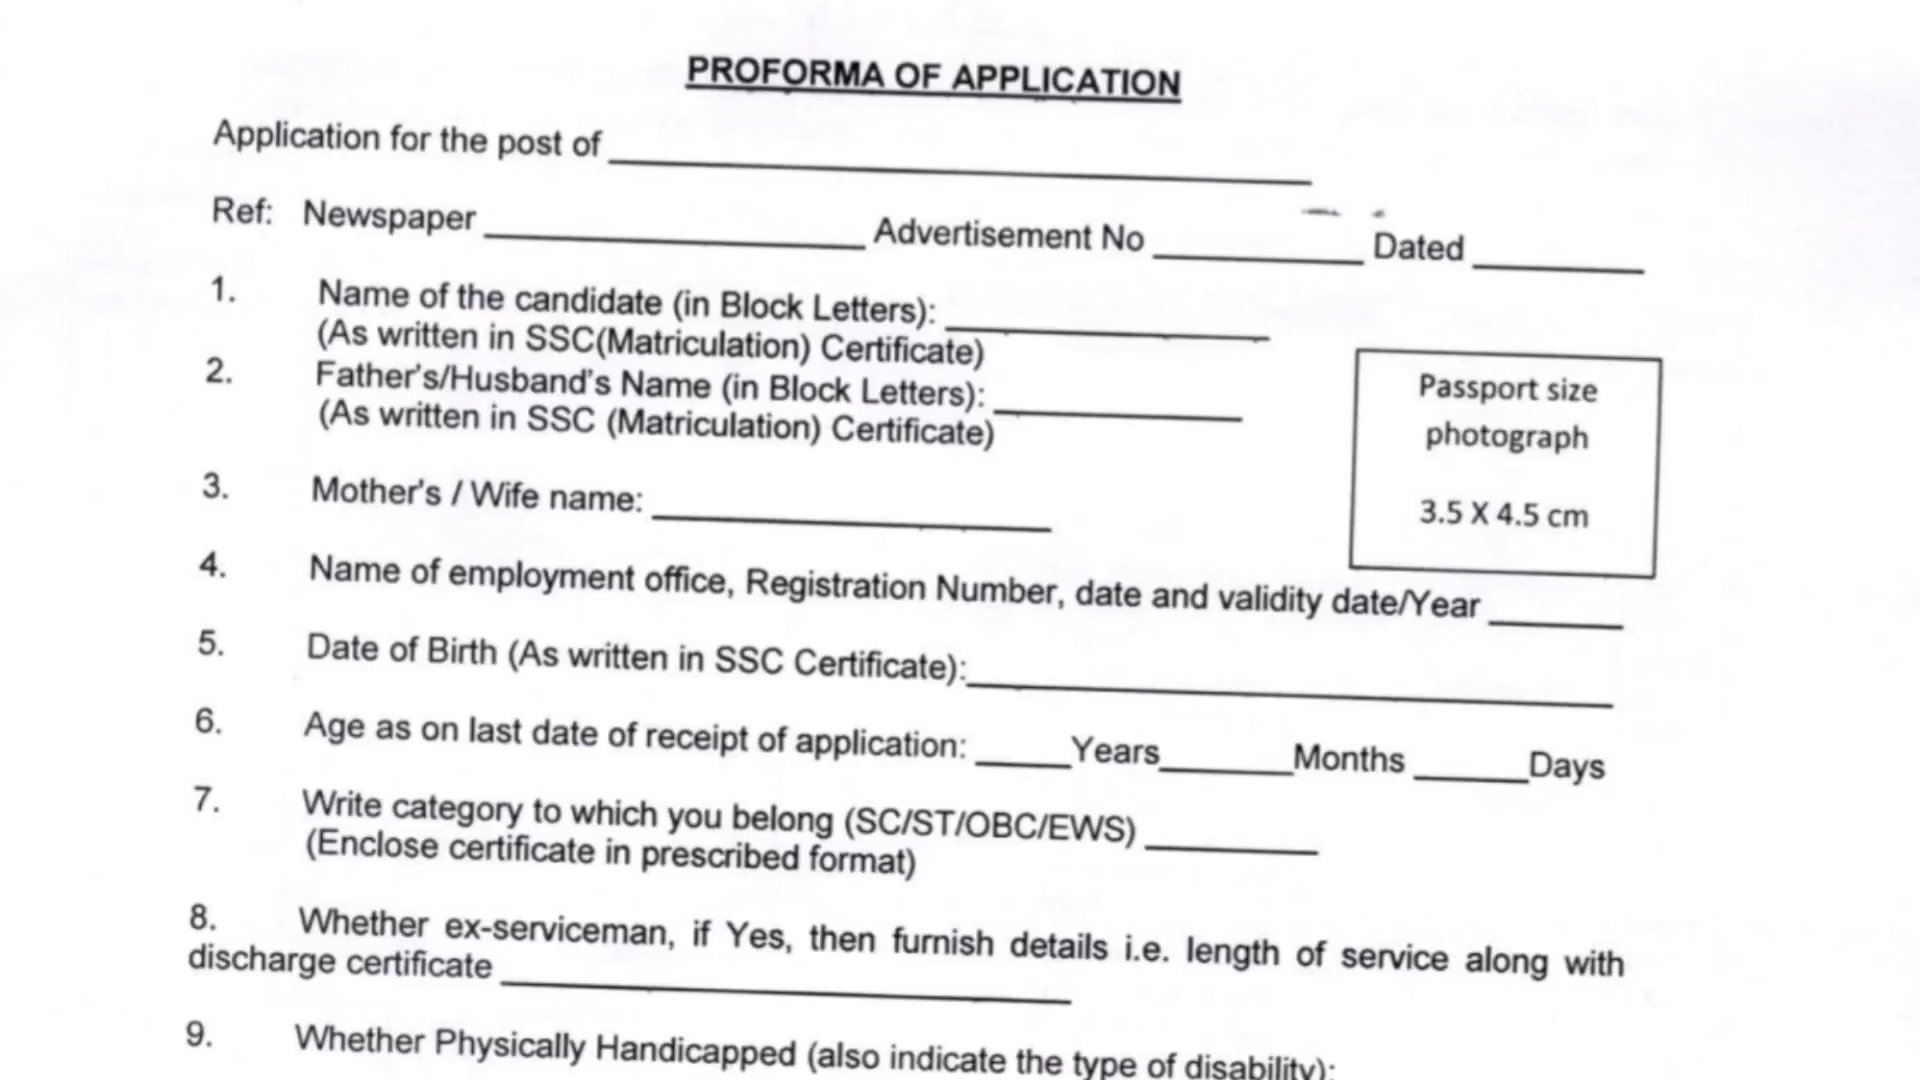 PROFORMA OF APPLICATION
Application for the post of
Ref: Newspaper Advertisement No Dated
1. Name of the candidate (in Block Letters):
(As written in SSC(Matriculation) Certificate)
2. Father's/Husband's Name (in Block Letters):
(As written in SSC (Matriculation) Certificate)
Passport size
photograph
3.5 X 4.5 cm
3. Mother's / Wife name:
4. Name of employment office, Registration Number, date and validity date/Year
5. Date of Birth (As written in SSC Certificate):
6. Age as on last date of receipt of application: Years Months Days
7. Write category to which you belong (SC/ST/OBC/EWS)
(Enclose certificate in prescribed format)
8. Whether ex-serviceman, if Yes, then furnish details i.e. length of service along with
discharge certificate
9. Whether Physically Handicapped (also indicate the type of disability):